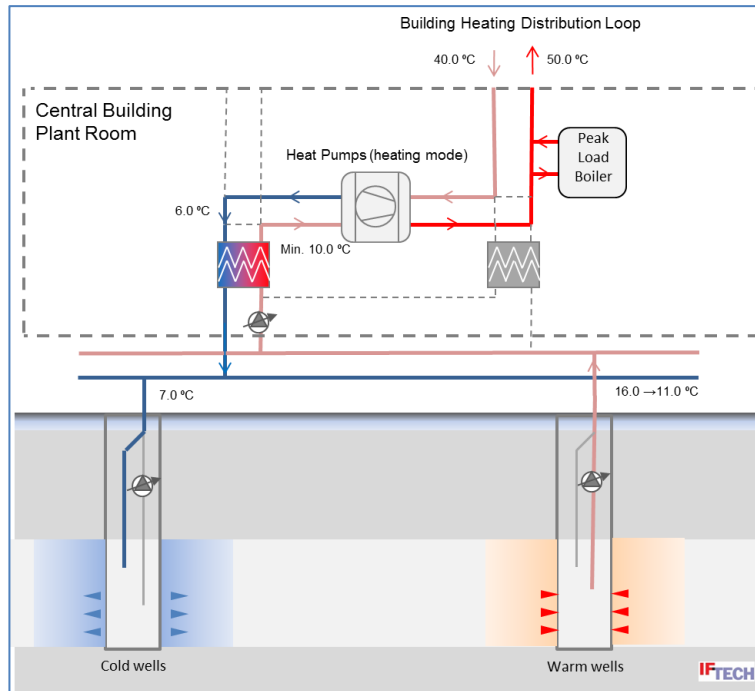 Building Heating Distribution Loop
40.0 ºC
50.0 ºC
Central Building
Plant Room
Heat Pumps (heating mode)
Peak
Load
Boiler
6.0 ºC
Min. 10.0 ºC
7.0 ºC
16.0 →11.0 ºC
Cold wells
Warm wells
IFTECH